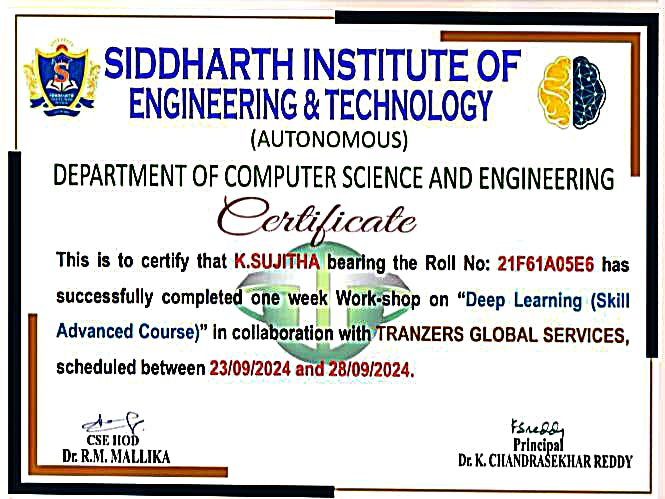 SIDDHARTH INSTITUTE OF
ENGINEERING & TECHNOLOGY
(AUTONOMOUS)
DEPARTMENT OF COMPUTER SCIENCE AND ENGINEERING
Certificate
This is to certify that K.SUJITHA bearing the Roll No: 21F61A05E6 has
successfully completed one week Work-shop on “Deep Learning (Skill
Advanced Course)” in collaboration with TRANZERS GLOBAL SERVICES,
scheduled between 23/09/2024 and 28/09/2024.
CSE HOD
Dr. R.M. MALLIKA
KSreddy
Principal
Dr. K. CHANDRASEKHAR REDDY